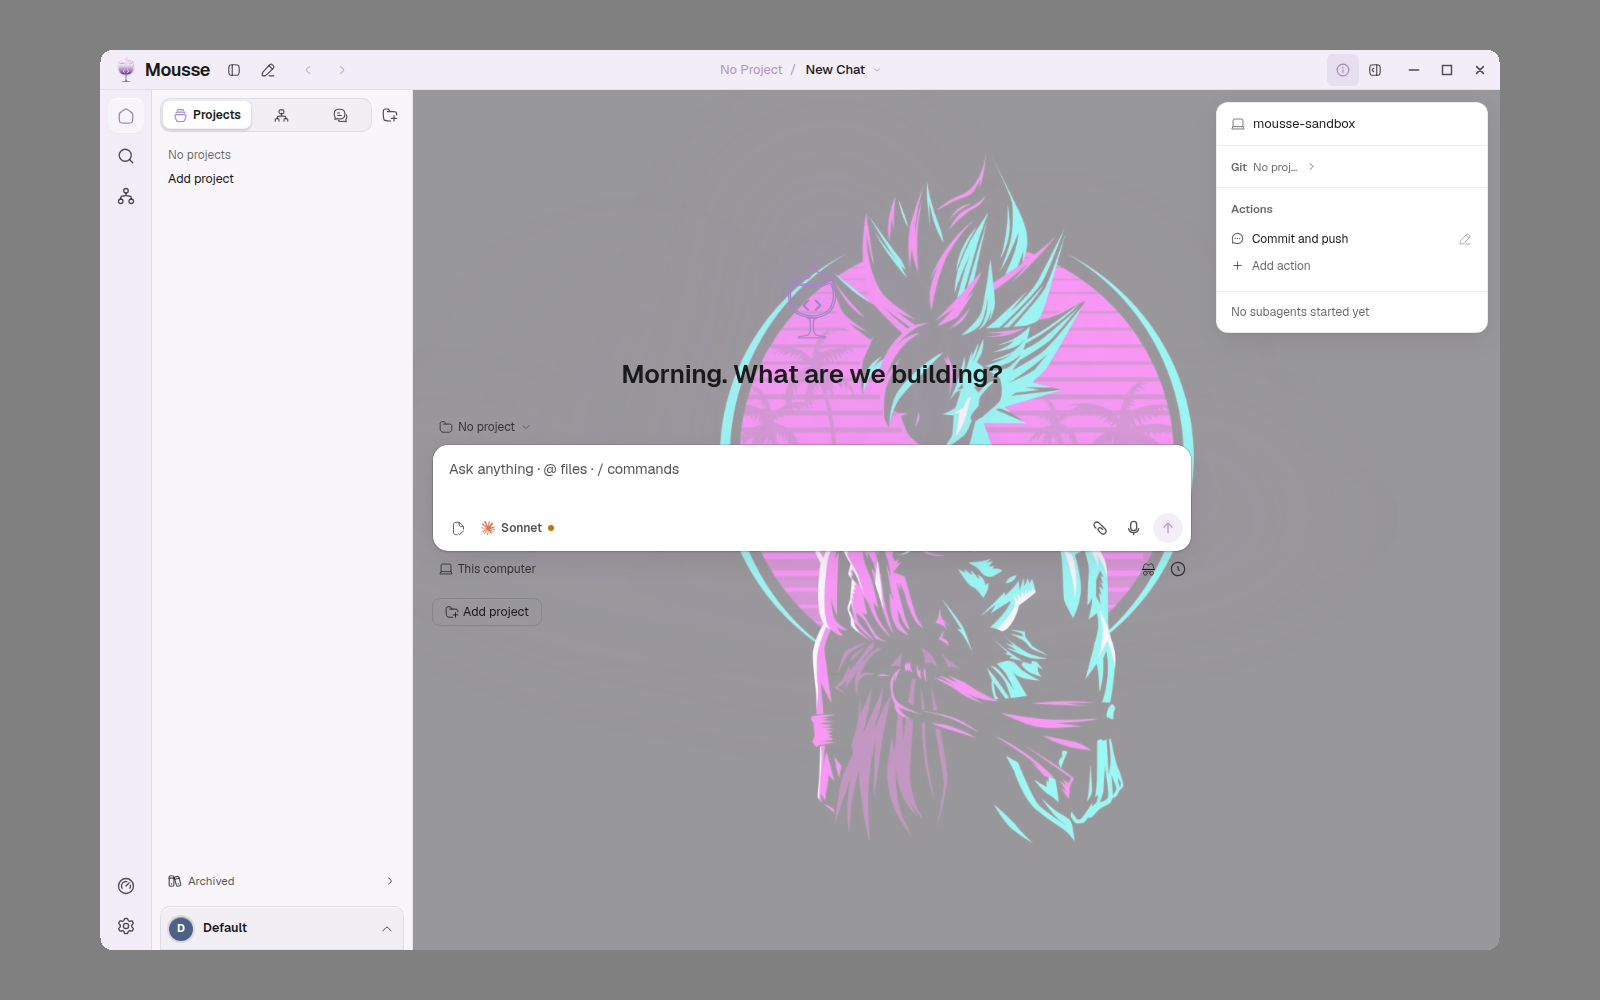 Mousse
No Project / New Chat
Projects
No projects
Add project
Archived
D Default
Morning. What are we building?
No project
Ask anything · @ files · / commands
Sonnet
This computer
Add project
mousse-sandbox
Git No proj...
Actions
Commit and push
Add action
No subagents started yet